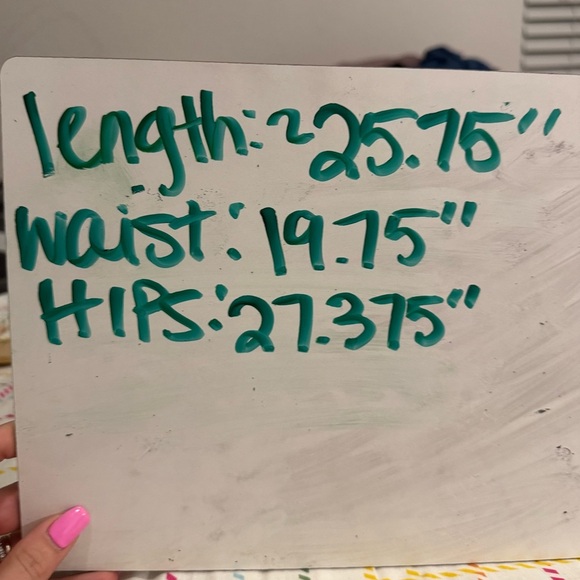 length: ~25.75"
waist: 19.75"
HIPS: 27.375"